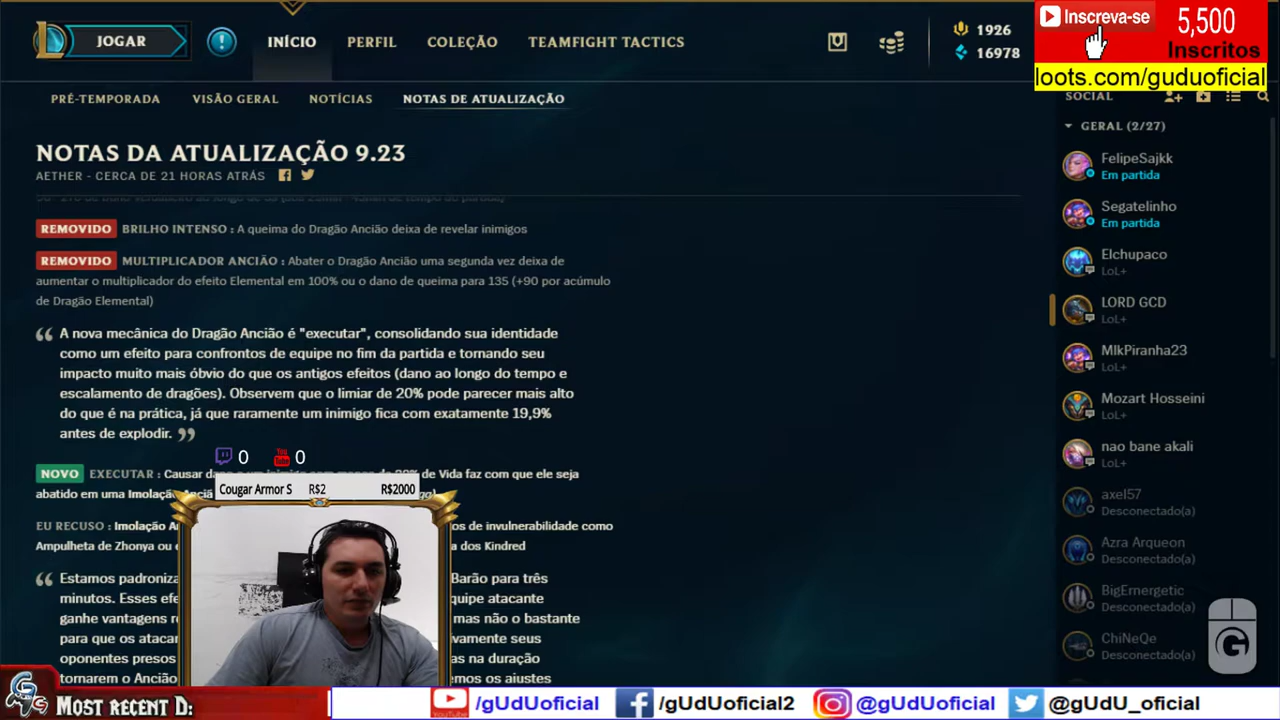 JOGAR
INÍCIO
PERFIL
COLEÇÃO
TEAMFIGHT TACTICS
1926
16978
Inscreva-se
5,500
Inscritos
loots.com/guduoficial
PRÉ-TEMPORADA
VISÃO GERAL
NOTÍCIAS
NOTAS DE ATUALIZAÇÃO
NOTAS DA ATUALIZAÇÃO 9.23
AETHER - CERCA DE 21 HORAS ATRÁS
REMOVIDO BRILHO INTENSO : A queima do Dragão Ancião deixa de revelar inimigos
REMOVIDO MULTIPLICADOR ANCIÃO : Abater o Dragão Ancião uma segunda vez deixa de
aumentar o multiplicador do efeito Elemental em 100% ou o dano de queima para 135 (+90 por acúmulo
de Dragão Elemental)
A nova mecânica do Dragão Ancião é "executar", consolidando sua identidade
como um efeito para confrontos de equipe no fim da partida e tornando seu
impacto muito mais óbvio do que os antigos efeitos (dano ao longo do tempo e
escalamento de dragões). Observem que o limiar de 20% pode parecer mais alto
do que é na prática, já que raramente um inimigo fica com exatamente 19,9%
antes de explodir.
0
You Tube 0
NOVO EXECUTAR : Causar de Vida faz com que ele seja
abatido em uma Imolação
Cougar Armor S R$2 R$2000
EU RECUSO : Imolação os de invulnerabilidade como
Ampulheta de Zhonya ou a dos Kindred
Estamos padroniza Barão para três
minutos. Esses efe quipe atacante
ganhe vantagens mas não o bastante
para que os atacar ivamente seus
oponentes presos as na duração
tornarem o Ancião emos os ajustes
SOCIAL
GERAL (2/27)
FelipeSajkk
Em partida
Segatelinho
Em partida
Elchupaco
LoL+
LORD GCD
LoL+
MlkPiranha23
LoL+
Mozart Hosseini
LoL+
nao bane akali
LoL+
axel57
Desconectado(a)
Azra Arqueon
Desconectado(a)
BigErnergetic
Desconectado(a)
ChiNeQe
Desconectado(a)
MOST RECENT D:
YouTube /gUdUoficial
/gUdUoficial2
@gUdUoficial
@gUdU_oficial